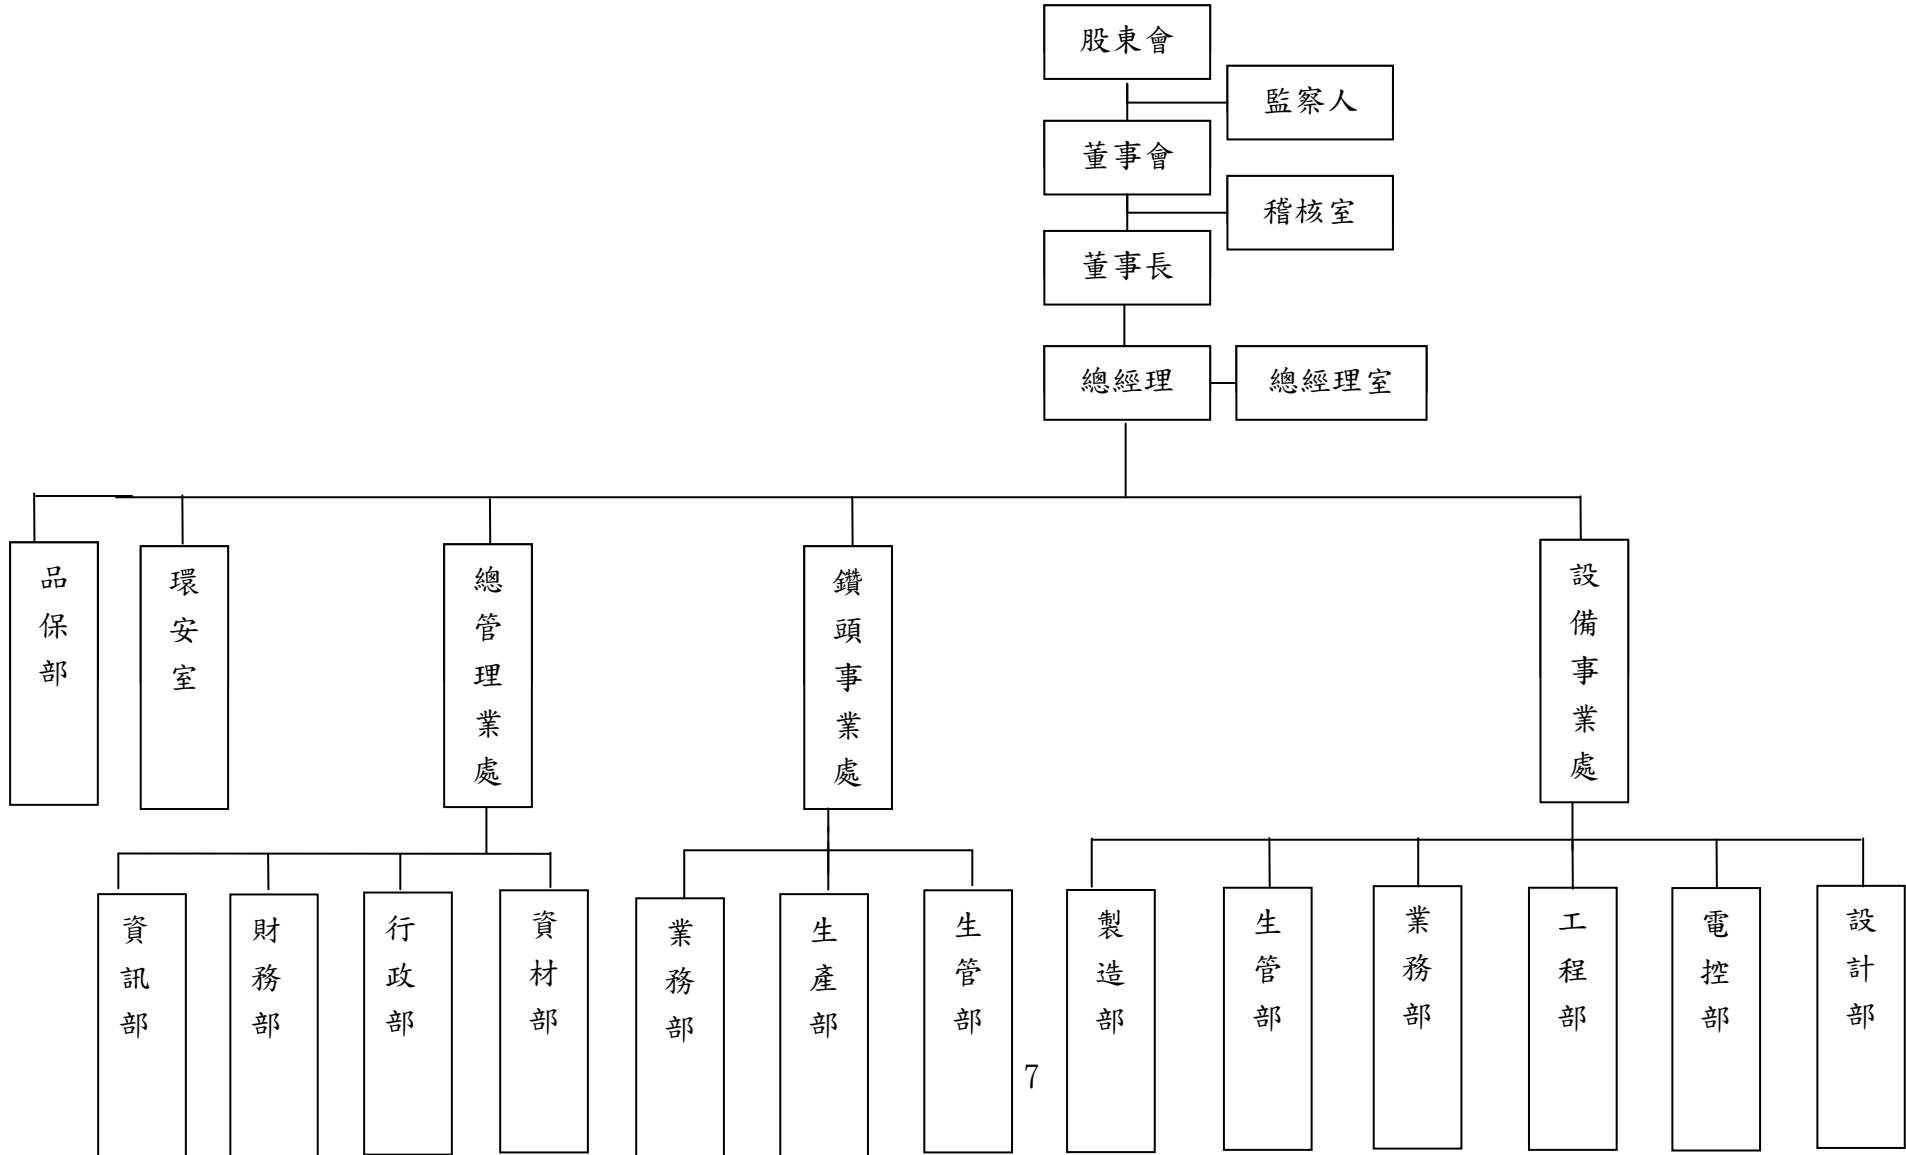 股東會
監察人
董事會
稽核室
董事長
總經理
總經理室
品保部
環安室
總管理業處
鑽頭事業處
設備事業處
資訊部
財務部
行政部
資材部
業務部
生產部
生管部
製造部
生管部
業務部
工程部
電控部
設計部
7